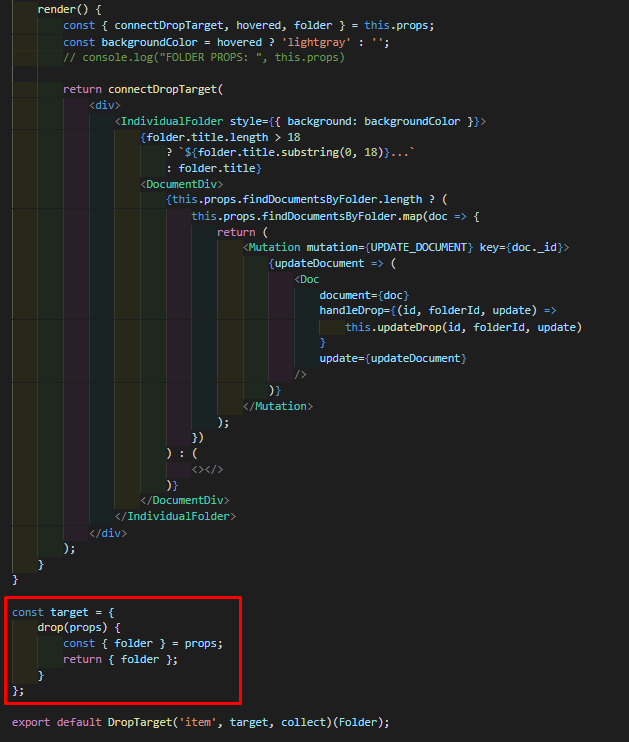 render() {
const { connectDropTarget, hovered, folder } = this.props;
const backgroundColor = hovered ? 'lightgray' : '';
// console.log("FOLDER PROPS: ", this.props)
return connectDropTarget(
<div>
<IndividualFolder style={{ background: backgroundColor }}>
{folder.title.length > 18
? `${folder.title.substring(0, 18)}...`
: folder.title}
<DocumentDiv>
{this.props.findDocumentsByFolder.length ? (
this.props.findDocumentsByFolder.map(doc => {
return (
<Mutation mutation={UPDATE_DOCUMENT} key={doc._id}>
{updateDocument => (
<Doc
document={doc}
handleDrop={(id, folderId, update) =>
this.updateDrop(id, folderId, update)
}
update={updateDocument}
/>
)}
</Mutation>
);
})
) : (
<></>
)}
</DocumentDiv>
</IndividualFolder>
</div>
);
}
}
const target = {
drop(props) {
const { folder } = props;
return { folder };
}
};
export default DropTarget('item', target, collect)(Folder);